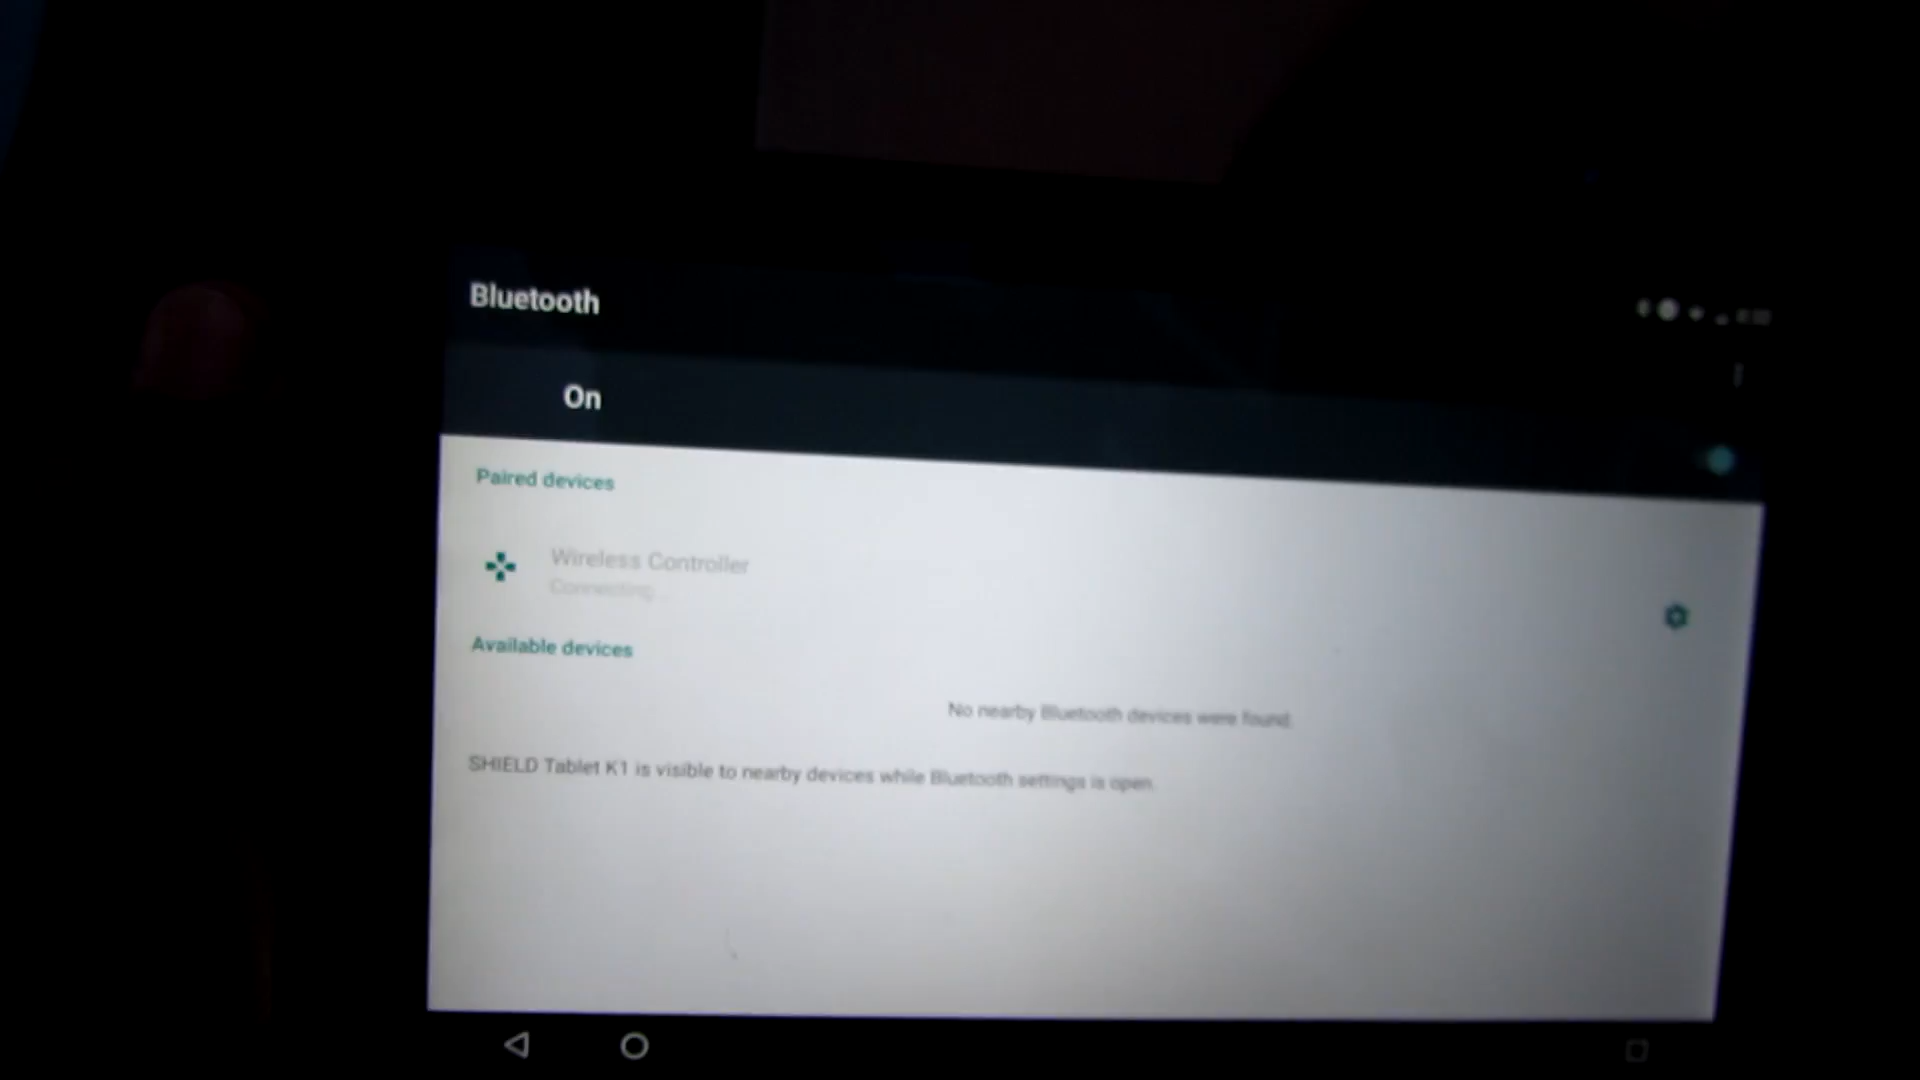 Bluetooth
On
Paired devices
Wireless Controller
Connecting...
Available devices
No nearby Bluetooth devices were found.
SHIELD Tablet K1 is visible to nearby devices while Bluetooth settings is open.